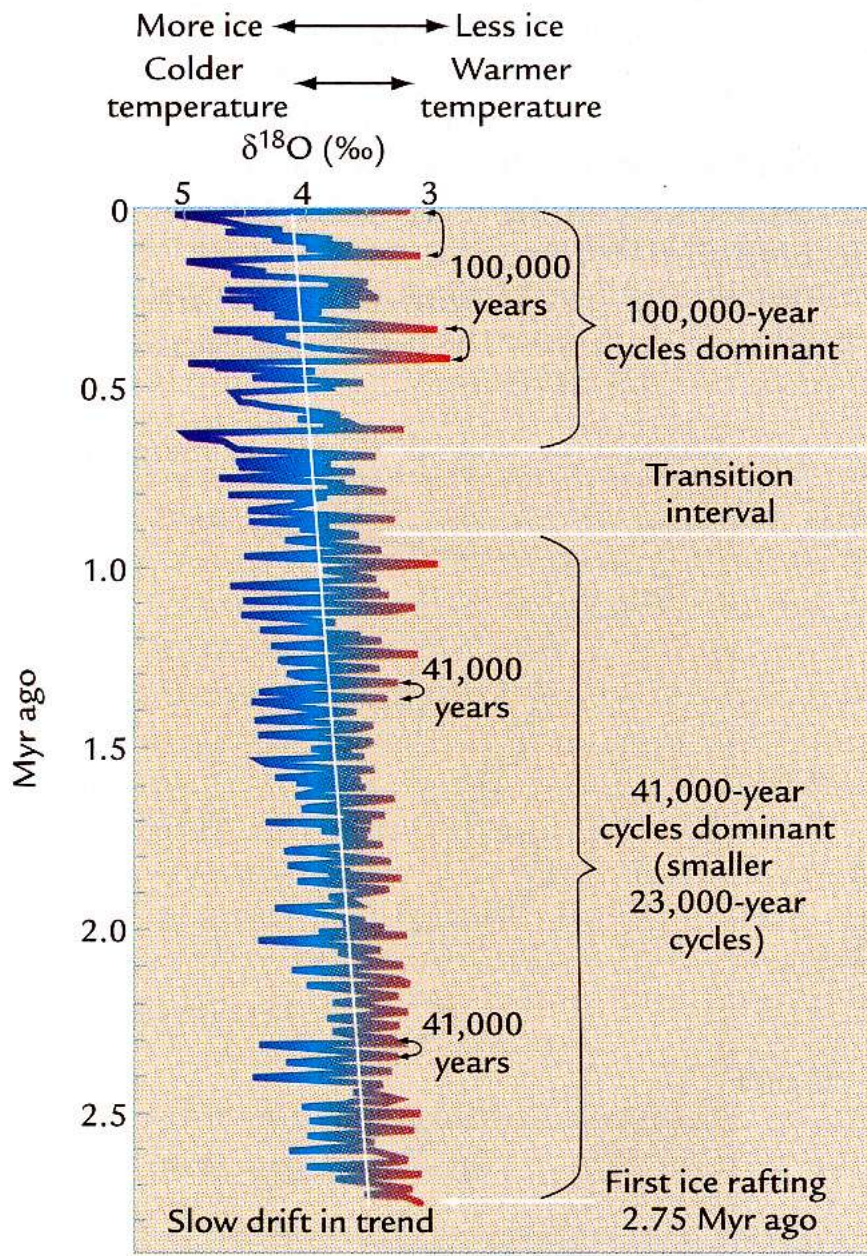 More ice Less ice
Colder Warmer
temperature temperature
δ¹⁸O (‰)
5 4 3
0
100,000
years
100,000-year
cycles dominant
0.5
Transition
interval
1.0
41,000
years
Myr ago
1.5
41,000-year
cycles dominant
(smaller
23,000-year
cycles)
2.0
41,000
years
2.5
First ice rafting
2.75 Myr ago
Slow drift in trend